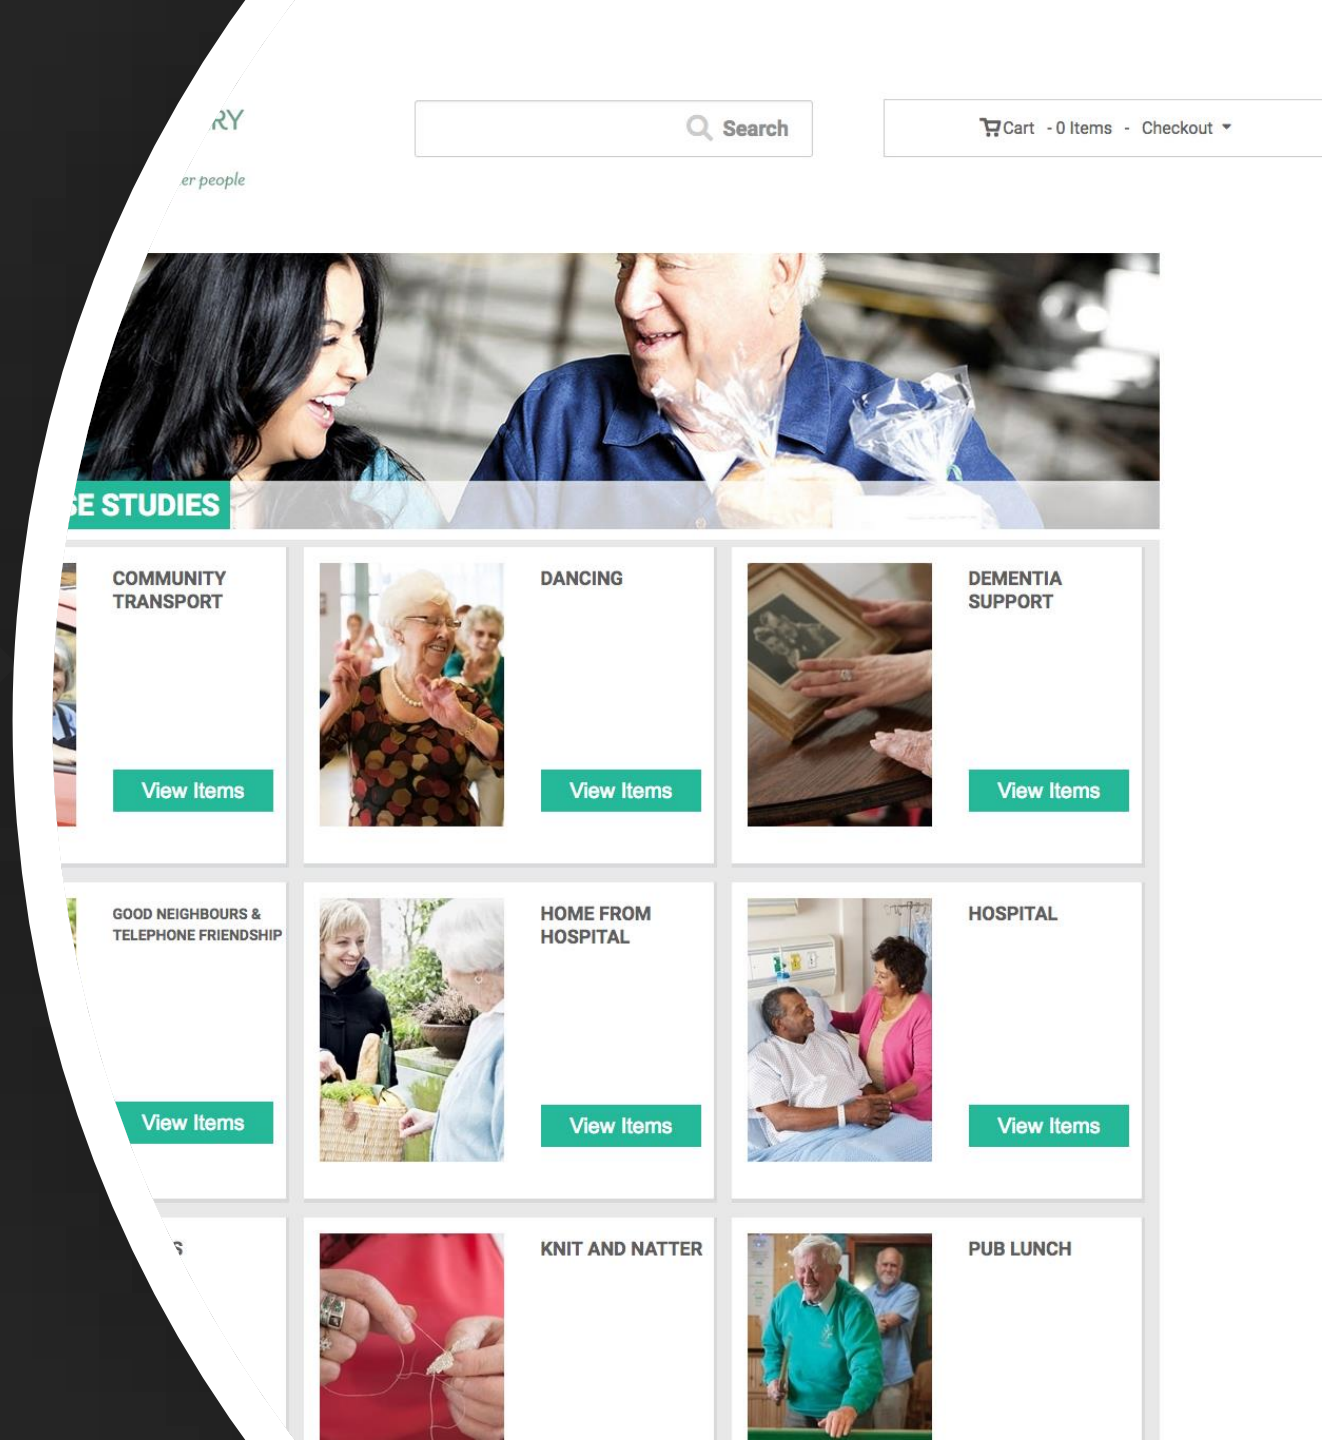 er people
Search
Cart - 0 Items - Checkout
STUDIES
COMMUNITY
TRANSPORT
View Items
DANCING
View Items
DEMENTIA
SUPPORT
View Items
GOOD NEIGHBOURS &
TELEPHONE FRIENDSHIP
View Items
HOME FROM
HOSPITAL
View Items
HOSPITAL
View Items
KNIT AND NATTER
PUB LUNCH